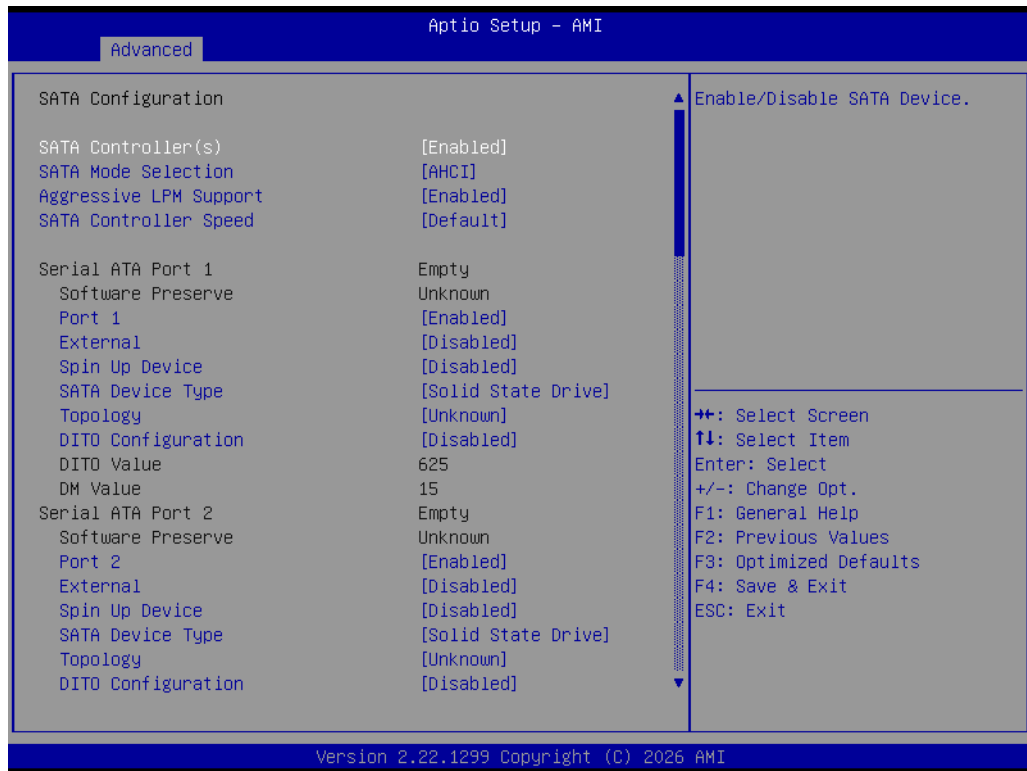 Aptio Setup – AMI
Advanced
SATA Configuration
SATA Controller(s) [Enabled]
SATA Mode Selection [AHCI]
Aggressive LPM Support [Enabled]
SATA Controller Speed [Default]
Serial ATA Port 1 Empty
Software Preserve Unknown
Port 1 [Enabled]
External [Disabled]
Spin Up Device [Disabled]
SATA Device Type [Solid State Drive]
Topology [Unknown]
DITO Configuration [Disabled]
DITO Value 625
DM Value 15
Serial ATA Port 2 Empty
Software Preserve Unknown
Port 2 [Enabled]
External [Disabled]
Spin Up Device [Disabled]
SATA Device Type [Solid State Drive]
Topology [Unknown]
DITO Configuration [Disabled]
Enable/Disable SATA Device.
→←: Select Screen
↑↓: Select Item
Enter: Select
+/-: Change Opt.
F1: General Help
F2: Previous Values
F3: Optimized Defaults
F4: Save & Exit
ESC: Exit
Version 2.22.1299 Copyright (C) 2026 AMI